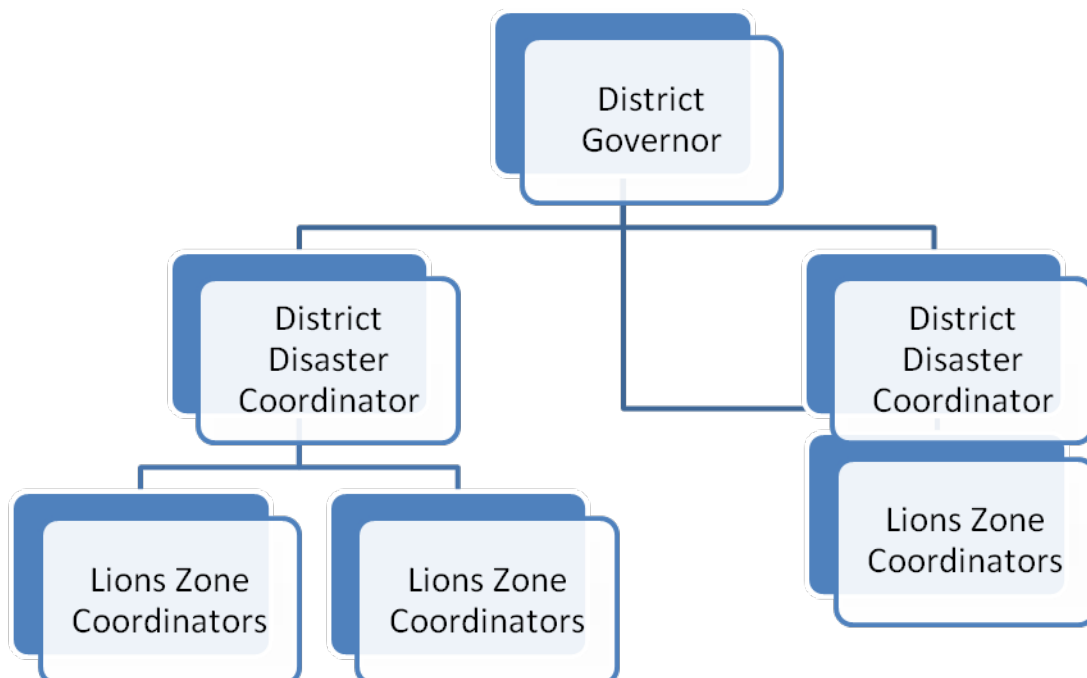 District
Governor
District
Disaster
Coordinator
District
Disaster
Coordinator
Lions Zone
Coordinators
Lions Zone
Coordinators
Lions Zone
Coordinators